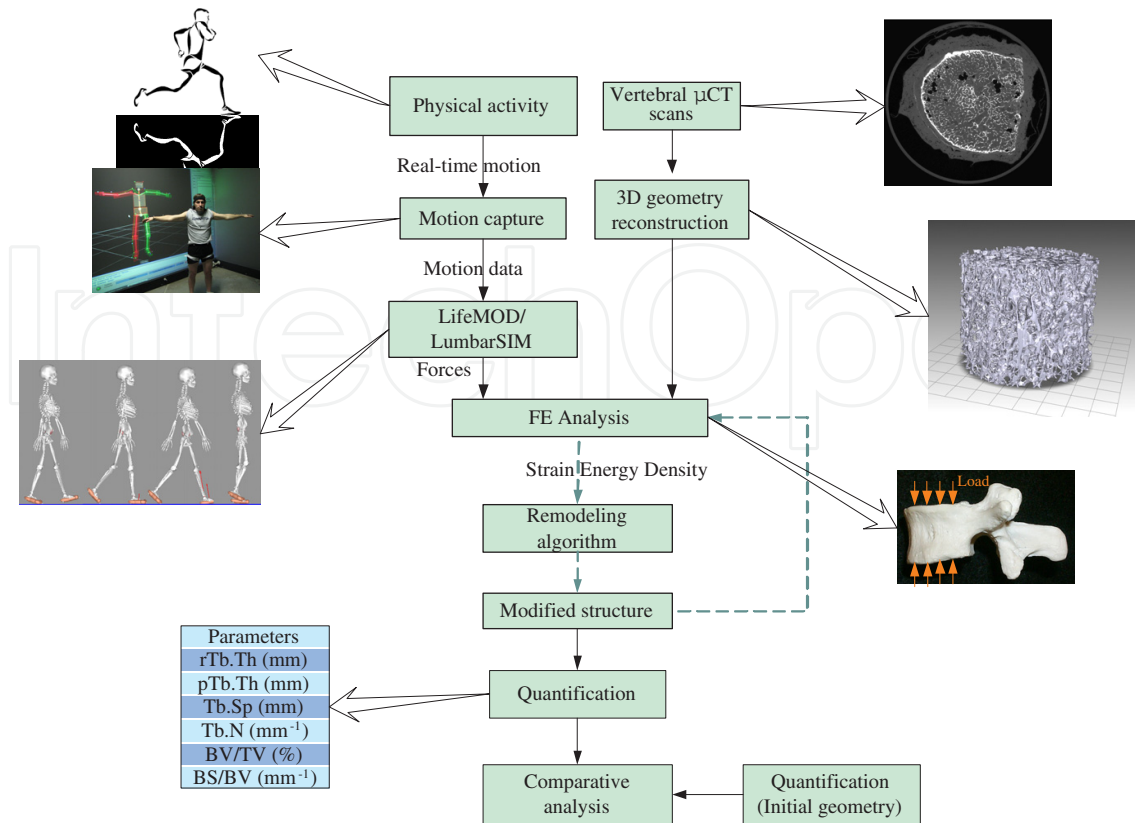 Physical activity
Vertebral μCT
scans
Real-time motion
Motion capture
3D geometry
reconstruction
Motion data
LifeMOD/
LumbarSIM
Forces
FE Analysis
Strain Energy Density
Load
Remodeling
algorithm
Modified structure
Parameters
rTb.Th (mm)
pTb.Th (mm)
Tb.Sp (mm)
Tb.N (mm⁻¹)
BV/TV (%)
BS/BV (mm⁻¹)
Quantification
Comparative
analysis
Quantification
(Initial geometry)
IntechOpe